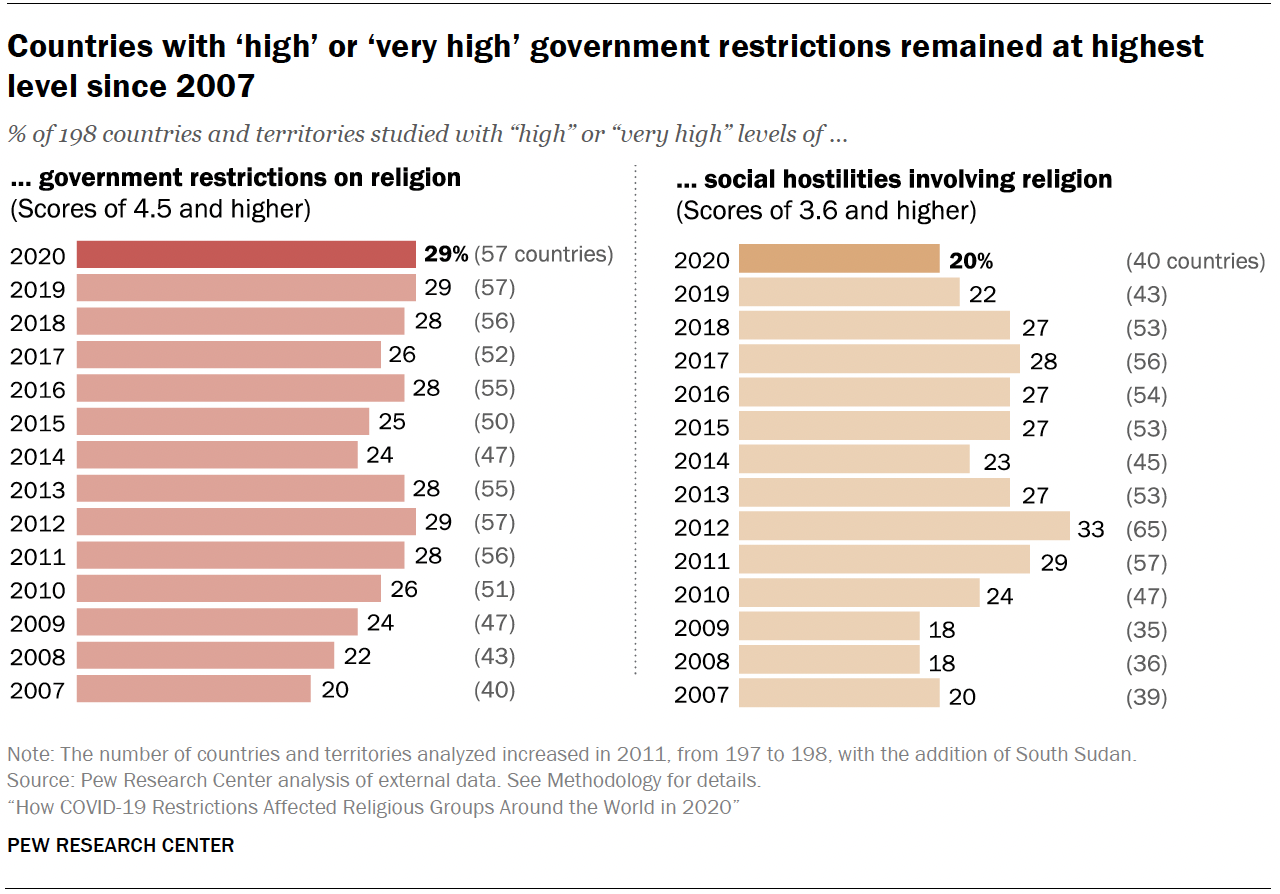 Countries with ‘high’ or ‘very high’ government restrictions remained at highest
level since 2007
% of 198 countries and territories studied with “high” or “very high” levels of ...
... government restrictions on religion
(Scores of 4.5 and higher)
2020 29% (57 countries)
2019 29 (57)
2018 28 (56)
2017 26 (52)
2016 28 (55)
2015 25 (50)
2014 24 (47)
2013 28 (55)
2012 29 (57)
2011 28 (56)
2010 26 (51)
2009 24 (47)
2008 22 (43)
2007 20 (40)
... social hostilities involving religion
(Scores of 3.6 and higher)
2020 20% (40 countries)
2019 22 (43)
2018 27 (53)
2017 28 (56)
2016 27 (54)
2015 27 (53)
2014 23 (45)
2013 27 (53)
2012 33 (65)
2011 29 (57)
2010 24 (47)
2009 18 (35)
2008 18 (36)
2007 20 (39)
Note: The number of countries and territories analyzed increased in 2011, from 197 to 198, with the addition of South Sudan.
Source: Pew Research Center analysis of external data. See Methodology for details.
“How COVID-19 Restrictions Affected Religious Groups Around the World in 2020”
PEW RESEARCH CENTER